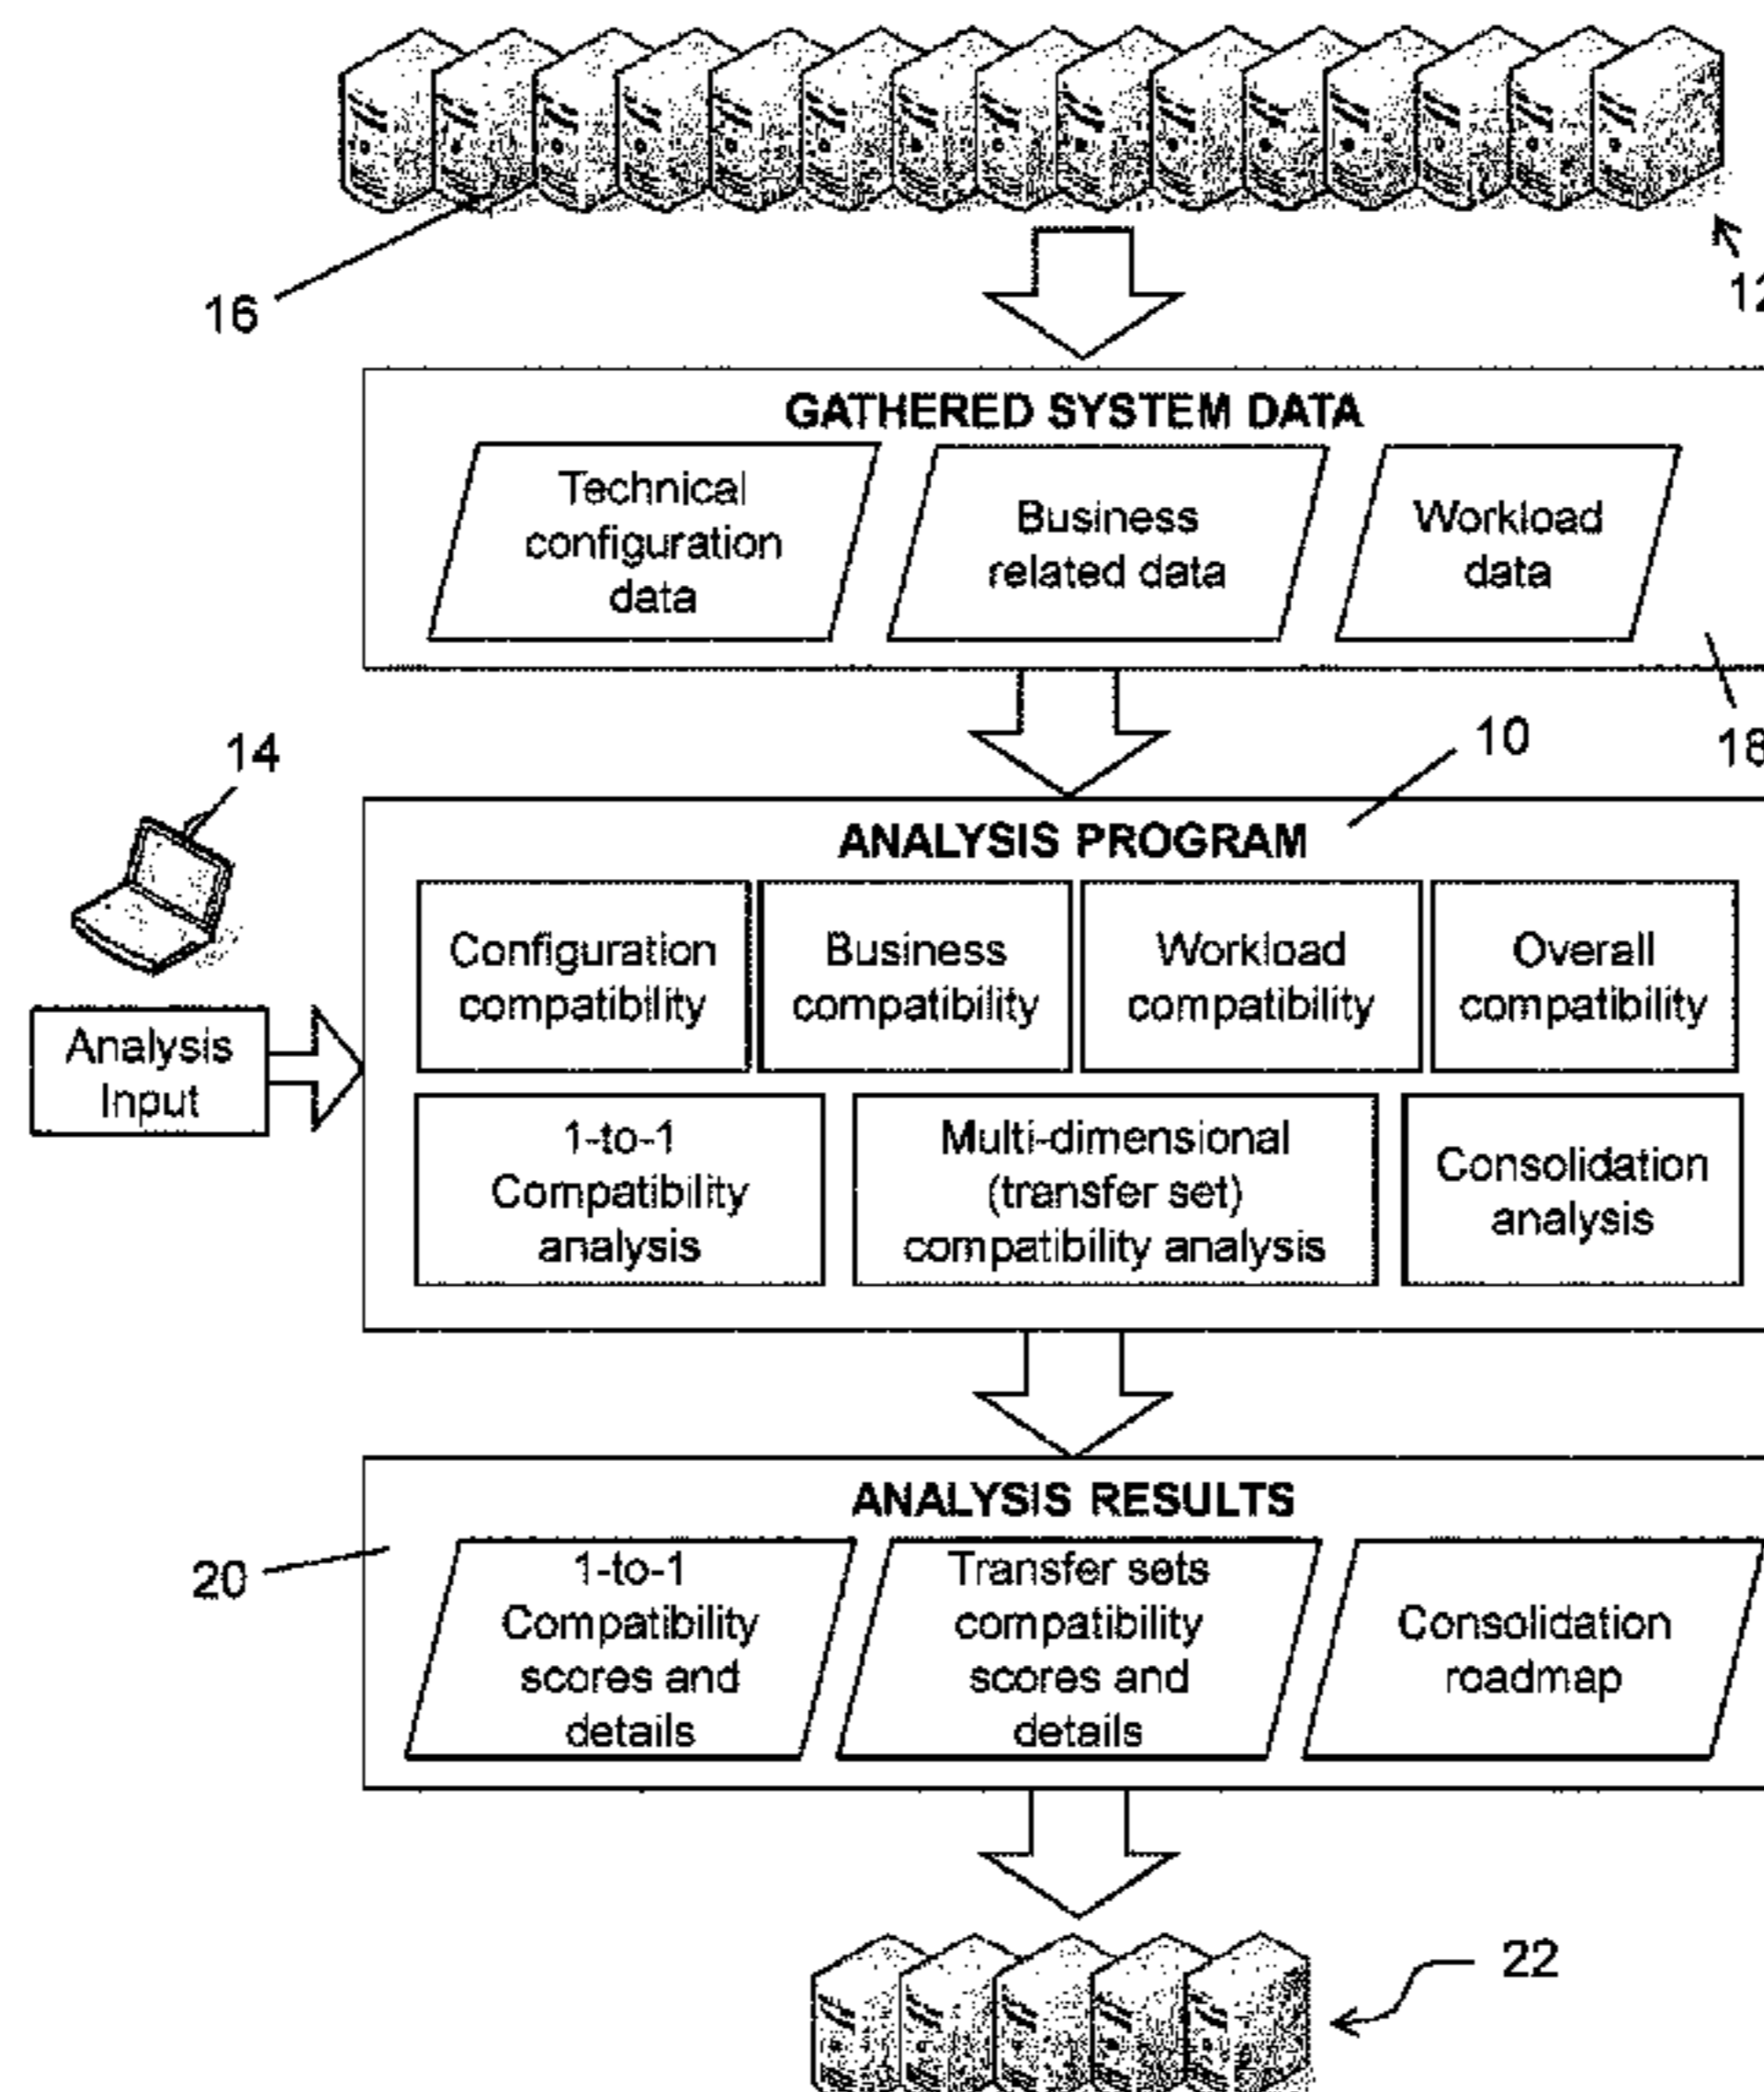 16
12
GATHERED SYSTEM DATA
Technical
configuration
data
Business
related data
Workload
data
18
10
14
ANALYSIS PROGRAM
Configuration
compatibility
Business
compatibility
Workload
compatibility
Overall
compatibility
Analysis
Input
1-to-1
Compatibility
analysis
Multi-dimensional
(transfer set)
compatibility analysis
Consolidation
analysis
ANALYSIS RESULTS
20
1-to-1
Compatibility
scores and
details
Transfer sets
compatibility
scores and
details
Consolidation
roadmap
22